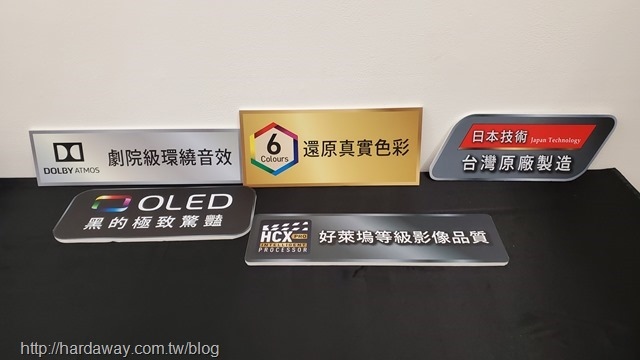 DOLBY ATMOS
劇院級環繞音效
6
Colours
還原真實色彩
日本技術 Japan Technology
台灣原廠製造
OLED
黑的極致驚豔
HCX PRO
INTELLIGENT
PROCESSOR
好萊塢等級影像品質
http://hardaway.com.tw/blog